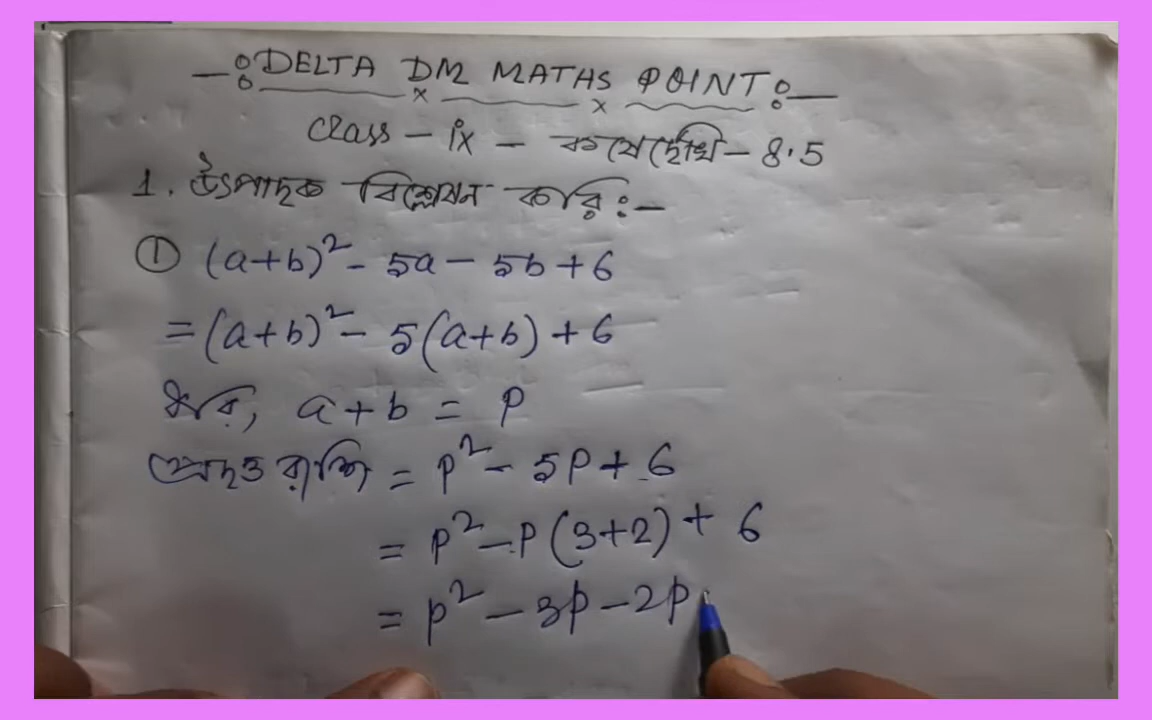 —: DELTA DM MATHS POINT :—
Class - ix - কষে দেখি - 8.5
1. উৎপাদক বিশ্লেষন করি :-
① (a+b)² - 5a - 5b + 6
= (a+b)² - 5(a+b) + 6
ধরি, a + b = P
প্রদত্ত রাশি = P² - 5P + 6
= P² - P(3+2) + 6
= P² - 3P - 2P